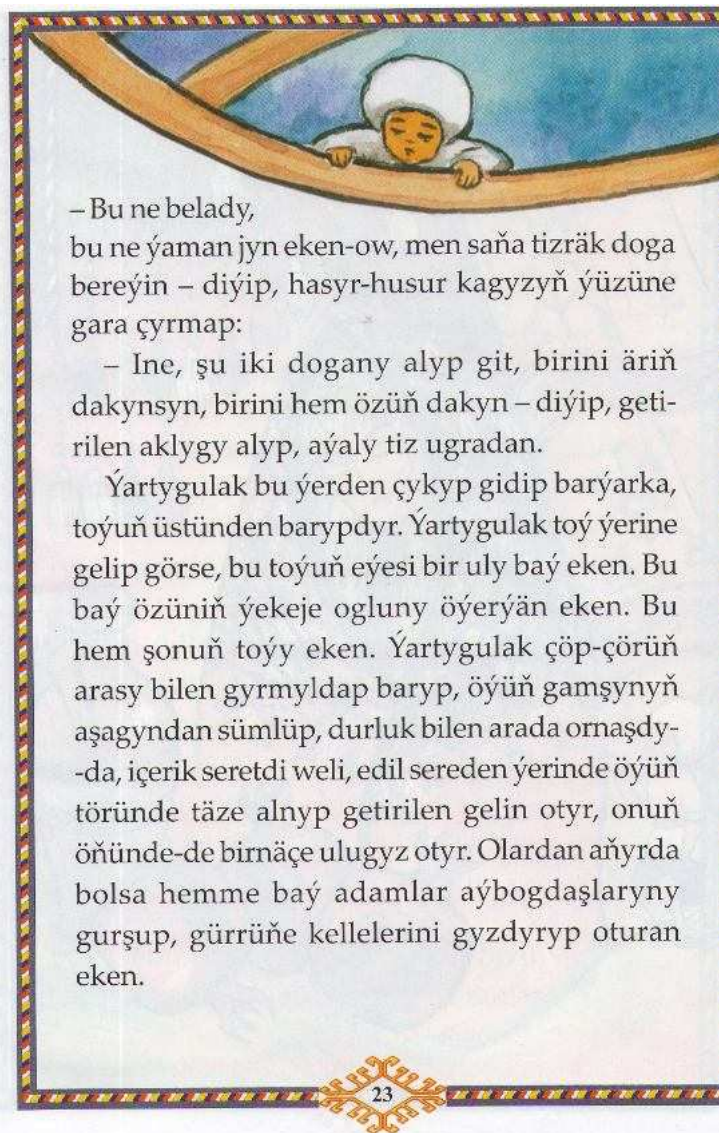 – Bu ne belady,
bu ne ýaman jyn eken-ow, men saňa tizräk doga
bereýin – diýip, hasyr-husur kagyzyň ýüzüne
gara çyrmap:
– Ine, şu iki dogany alyp git, birini äriň
dakynsyn, birini hem özüň dakyn – diýip, geti-
rilen aklygy alyp, aýaly tiz ugradan.
Ýartygulak bu ýerden çykyp gidip barýarka,
toýuň üstünden barypdyr. Ýartygulak toý ýerine
gelip görse, bu toýuň eýesi bir uly baý eken. Bu
baý özüniň ýekeje ogluny öýerýän eken. Bu
hem şonuň toýy eken. Ýartygulak çöp-çörüň
arasy bilen gyrmyldap baryp, öýüň gamşynyň
aşagyndan sümlüp, durluk bilen arada ornaşdy-
-da, içerik seretdi weli, edil sereden ýerinde öýüň
töründe täze alnyp getirilen gelin otyr, onuň
öňünde-de birnäçe ulugyz otyr. Olardan aňyrda
bolsa hemme baý adamlar aýbogdaşlaryny
gurşup, gürrüňe kellelerini gyzdyryp oturan
eken.
23